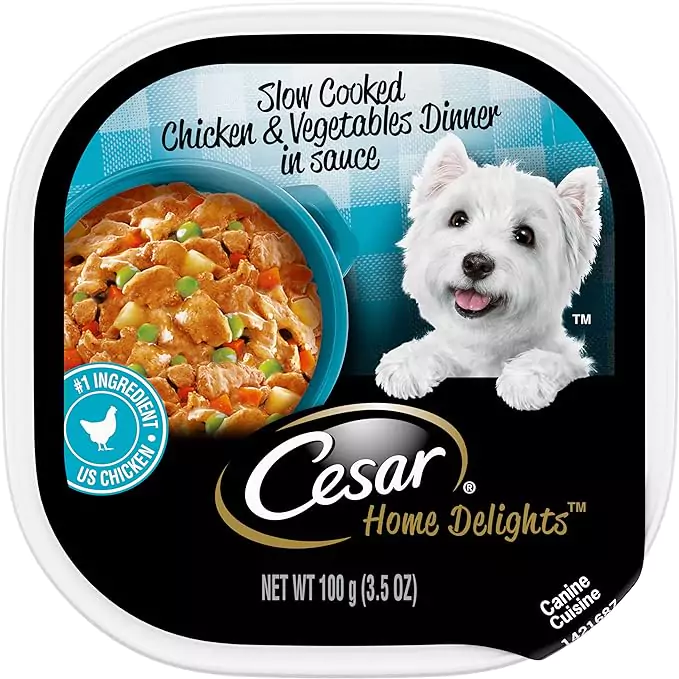 Slow Cooked
Chicken & Vegetables Dinner
in sauce
TM
#1 INGREDIENT
US CHICKEN
Cesar®
Home Delights™
NET WT 100 g (3.5 OZ)
Canine
Cuisine